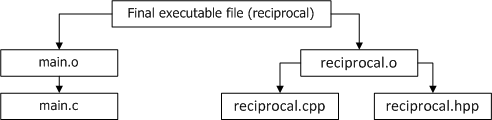 Final executable file (reciprocal)
main.o
reciprocal.o
main.c
reciprocal.cpp
reciprocal.hpp